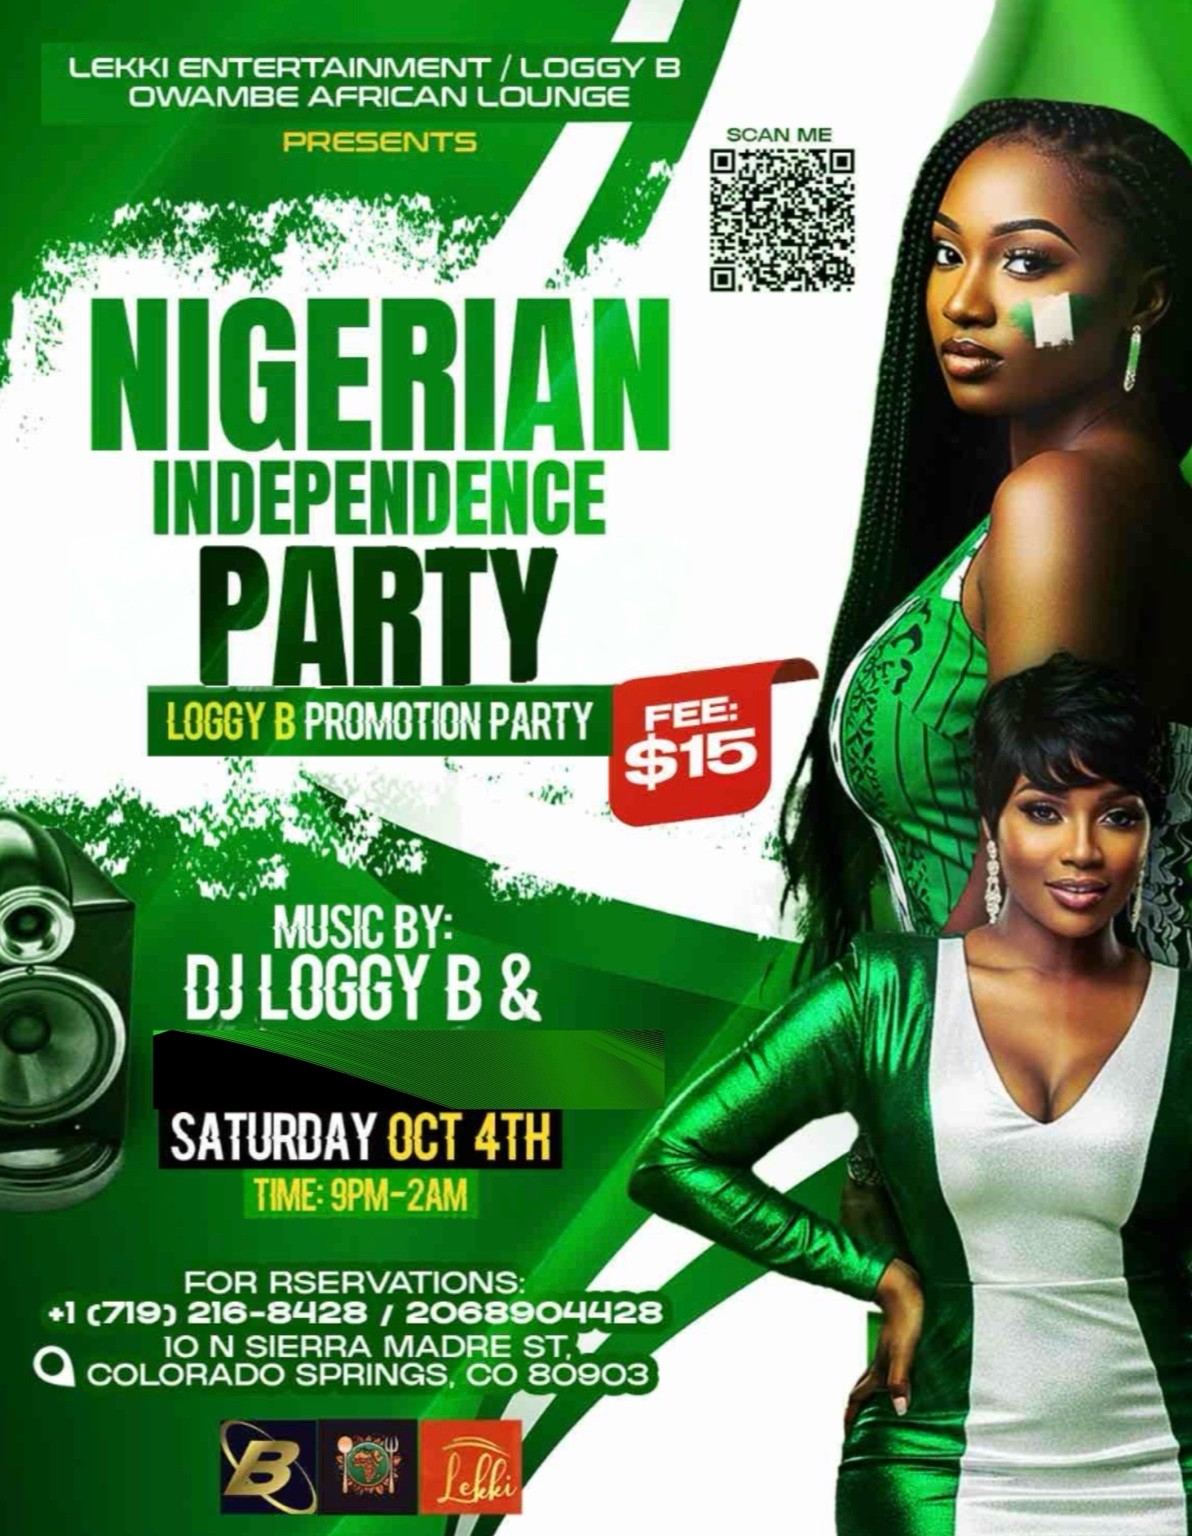 LEKKI ENTERTAINMENT / LOGGY B
OWAMBE AFRICAN LOUNGE
PRESENTS
SCAN ME
NIGERIAN
INDEPENDENCE
PARTY
LOGGY B PROMOTION PARTY
FEE:
$15
MUSIC BY:
DJ LOGGY B &
SATURDAY OCT 4TH
TIME: 9PM-2AM
FOR RSERVATIONS:
+1 (719) 216-8428 / 2068904428
10 N SIERRA MADRE ST,
COLORADO SPRINGS, CO 80903
B
Lekki